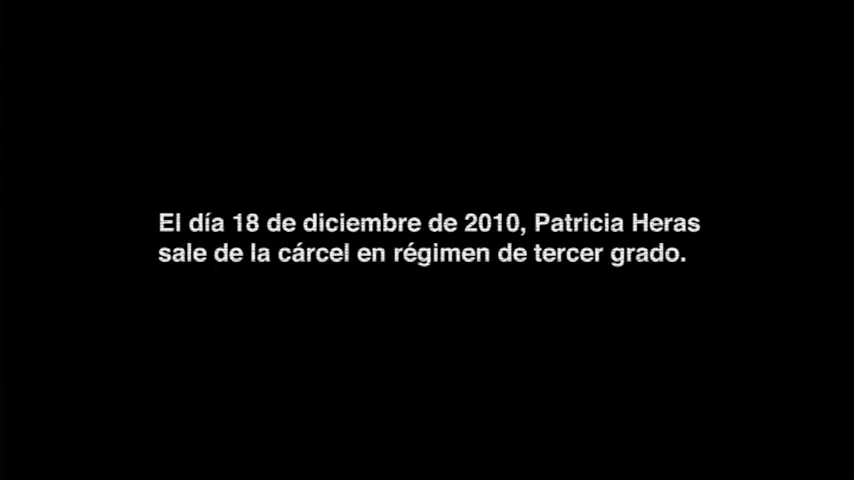 El día 18 de diciembre de 2010, Patricia Heras
sale de la cárcel en régimen de tercer grado.